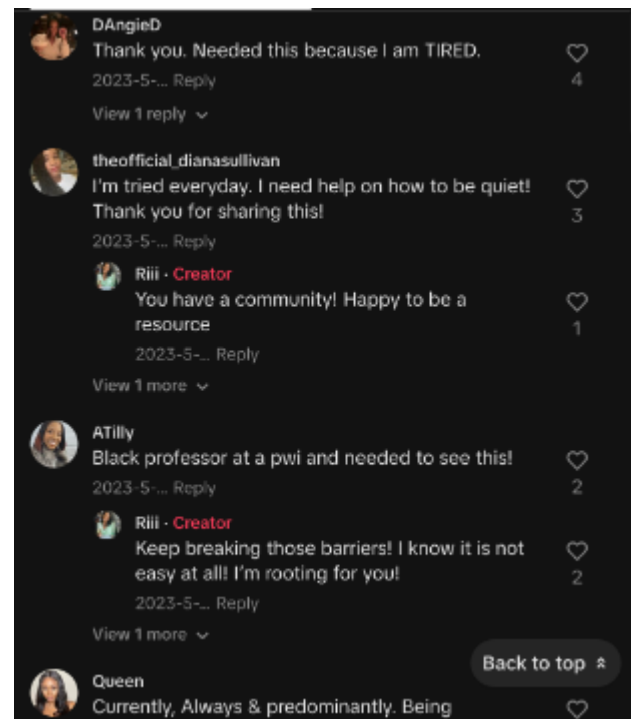 DAngieD
Thank you. Needed this because I am TIRED.
2023-5-... Reply
4
View 1 reply
theofficial_dianasullivan
I'm tried everyday. I need help on how to be quiet!
Thank you for sharing this!
2023-5-... Reply
3
Riii · Creator
You have a community! Happy to be a
resource
2023-5-... Reply
1
View 1 more
ATilly
Black professor at a pwi and needed to see this!
2023-5-... Reply
2
Riii · Creator
Keep breaking those barriers! I know it is not
easy at all! I'm rooting for you!
2023-5-... Reply
2
View 1 more
Back to top
Queen
Currently, Always & predominantly. Being